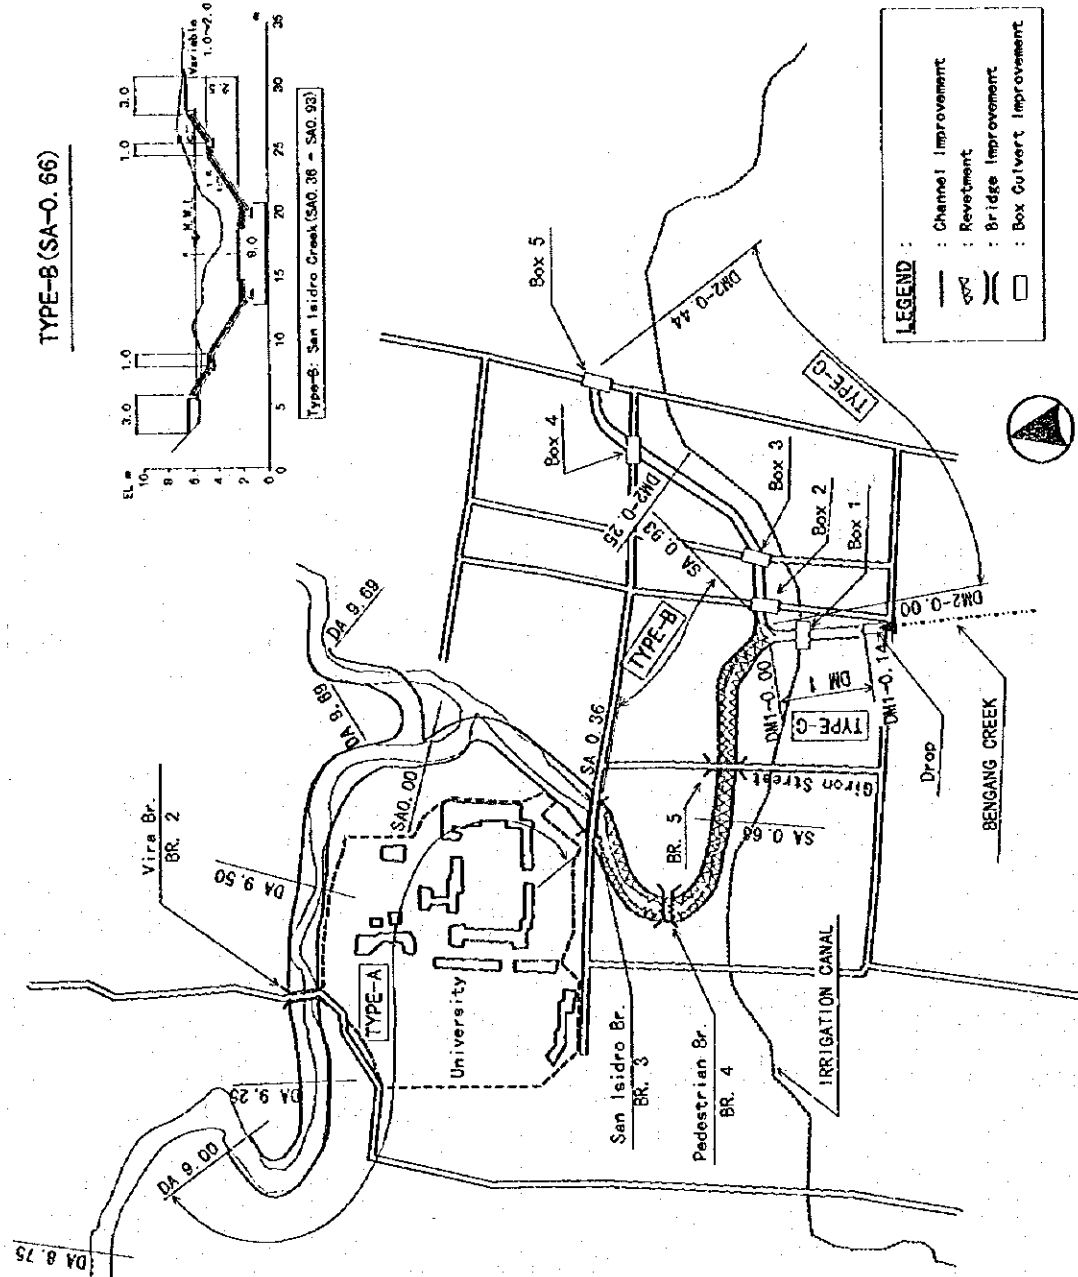 TYPE-B(SA-0.66)
3.0
1.0
1.0
3.0
Variable
1.0~2.0
EL m
10
8
6
4
2
0
H.W.L
8.0
0
5
10
15
20
25
30
35
m
Type-B: San Isidro Creek(SA0.36 - SA0.93)
DA 8.75
DA 9.00
DA 9.25
Vira Br.
BR. 2
DA 9.50
DA 9.69
DA 9.69
SA0.00
TYPE-A
University
San Isidro Br.
BR. 3
Pedestrian Br.
BR. 4
SA 0.36
TYPE-B
SA 0.93
BR. 5
Giron Street
SA 0.68
IRRIGATION CANAL
DM2-0.25
DM2-0.44
Box 5
Box 4
Box 3
Box 2
Box 1
TYPE-C
DM2-0.00
DM1-0.00
DM 1
TYPE-C
DM1-0.14
Drop
BENGANG CREEK
LEGEND :
: Channel Improvement
: Revetment
: Bridge Improvement
: Box Culvert Improvement